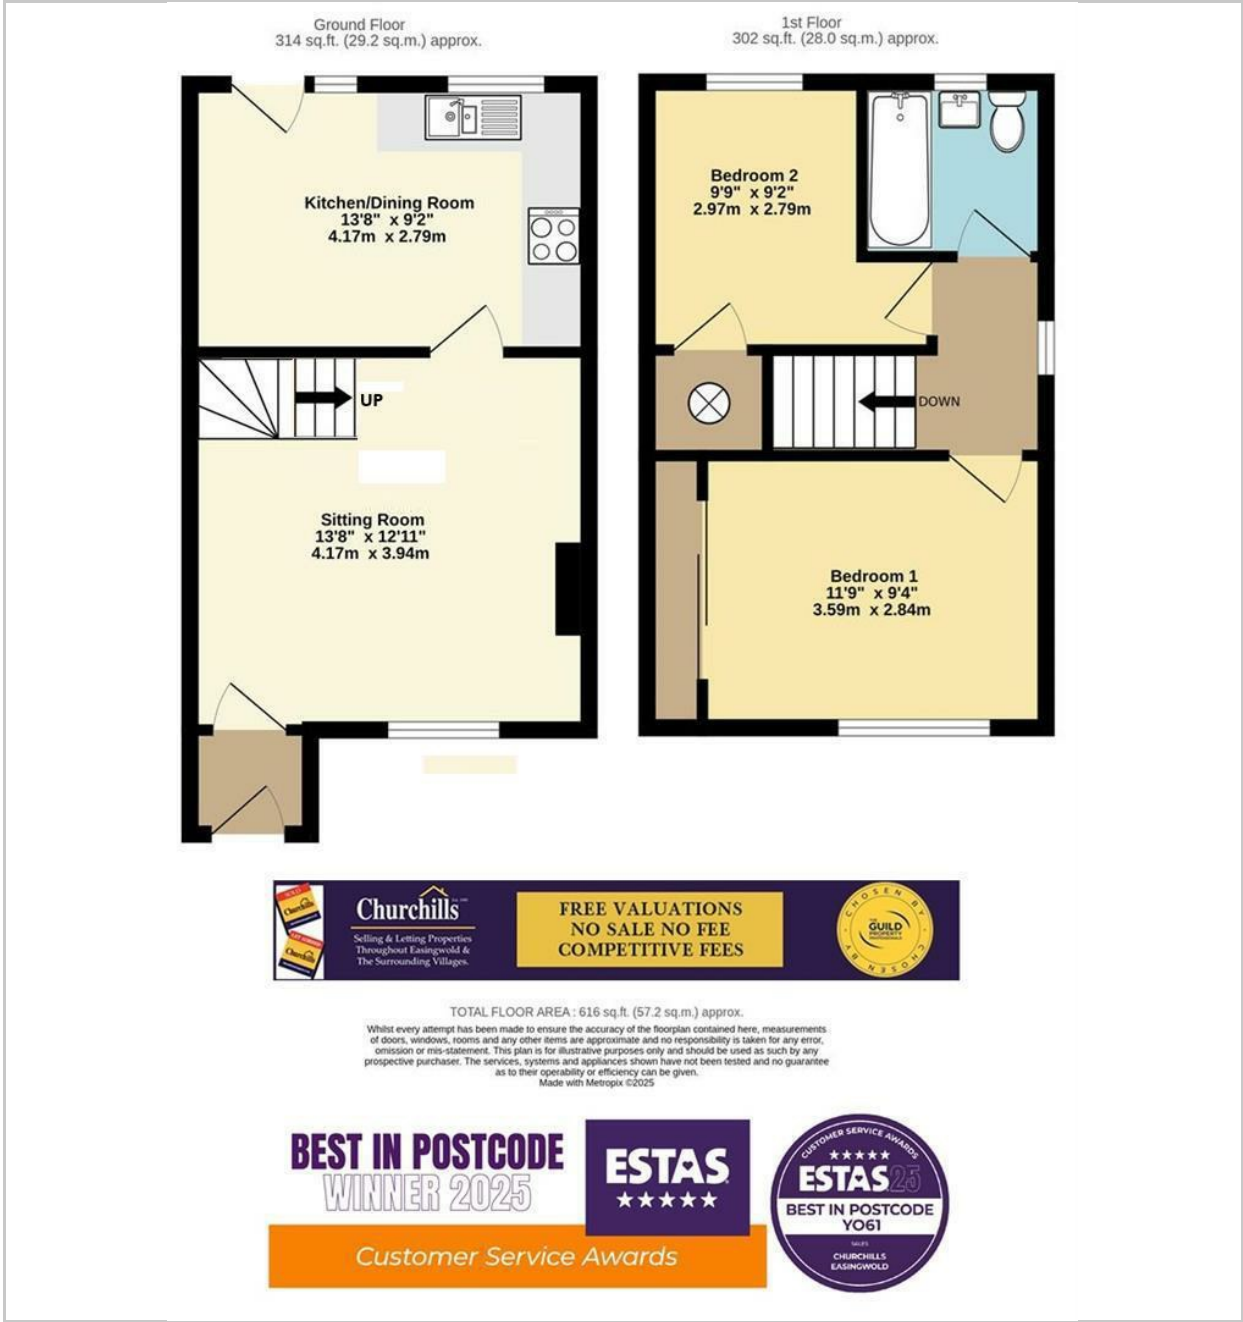 Ground Floor
314 sq.ft. (29.2 sq.m.) approx.
1st Floor
302 sq.ft. (28.0 sq.m.) approx.
Kitchen/Dining Room
13'8" x 9'2"
4.17m x 2.79m
UP
Sitting Room
13'8" x 12'11"
4.17m x 3.94m
Bedroom 2
9'9" x 9'2"
2.97m x 2.79m
DOWN
Bedroom 1
11'9" x 9'4"
3.59m x 2.84m
Churchills
Churchills
Churchills
Selling & Letting Properties
Throughout Easingwold &
The Surrounding Villages.
FREE VALUATIONS
NO SALE NO FEE
COMPETITIVE FEES
CHOSEN BY
THE
GUILD
PROPERTY
PROFESSIONALS
CHOSEN BY
TOTAL FLOOR AREA : 616 sq.ft. (57.2 sq.m.) approx.
Whilst every attempt has been made to ensure the accuracy of the floorplan contained here, measurements
of doors, windows, rooms and any other items are approximate and no responsibility is taken for any error,
omission or mis-statement. This plan is for illustrative purposes only and should be used as such by any
prospective purchaser. The services, systems and appliances shown have not been tested and no guarantee
as to their operability or efficiency can be given.
Made with Metropix ©2025
BEST IN POSTCODE
WINNER 2025
ESTAS
Customer Service Awards
CUSTOMER SERVICE AWARDS
ESTAS 25
BEST IN POSTCODE
YO61
SALES
CHURCHILLS
EASINGWOLD